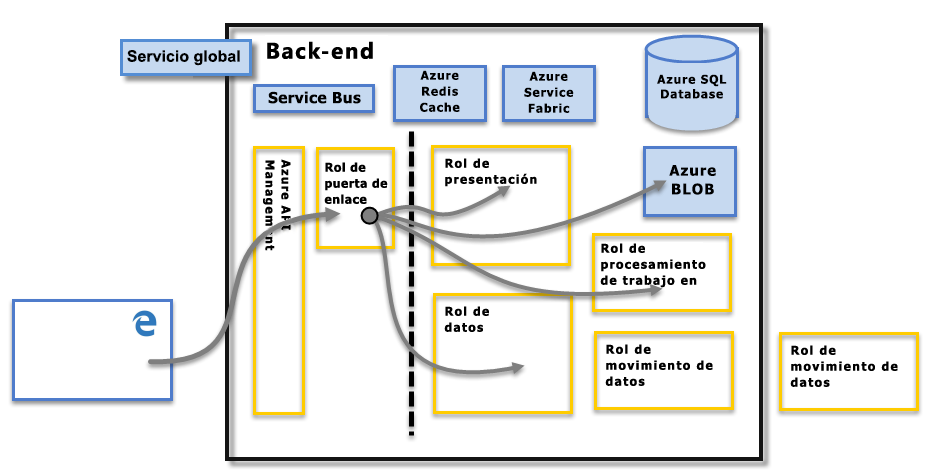 Servicio global
Back-end
Service Bus
Azure
Redis
Cache
Azure
Service
Fabric
Azure SQL
Database
Azure API
Management
Rol de
puerta de
enlace
Rol de
presentación
Azure
BLOB
Rol de
procesamiento
de trabajo en
Rol de
datos
Rol de
movimiento de
datos
Rol de
movimiento de
datos